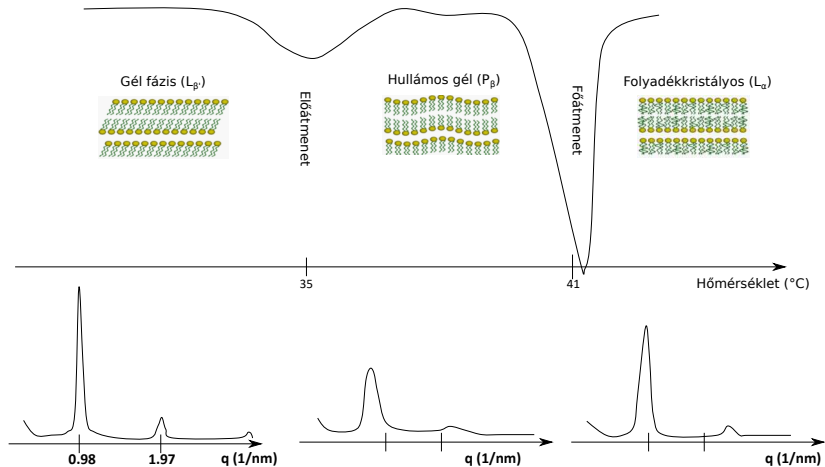 Gél fázis (Lβ')
Hullámos gél (Pβ)
Folyadékkristályos (Lα)
Előátmenet
Főátmenet
35
41
Hőmérséklet (°C)
0.98
1.97
q (1/nm)
q (1/nm)
q (1/nm)